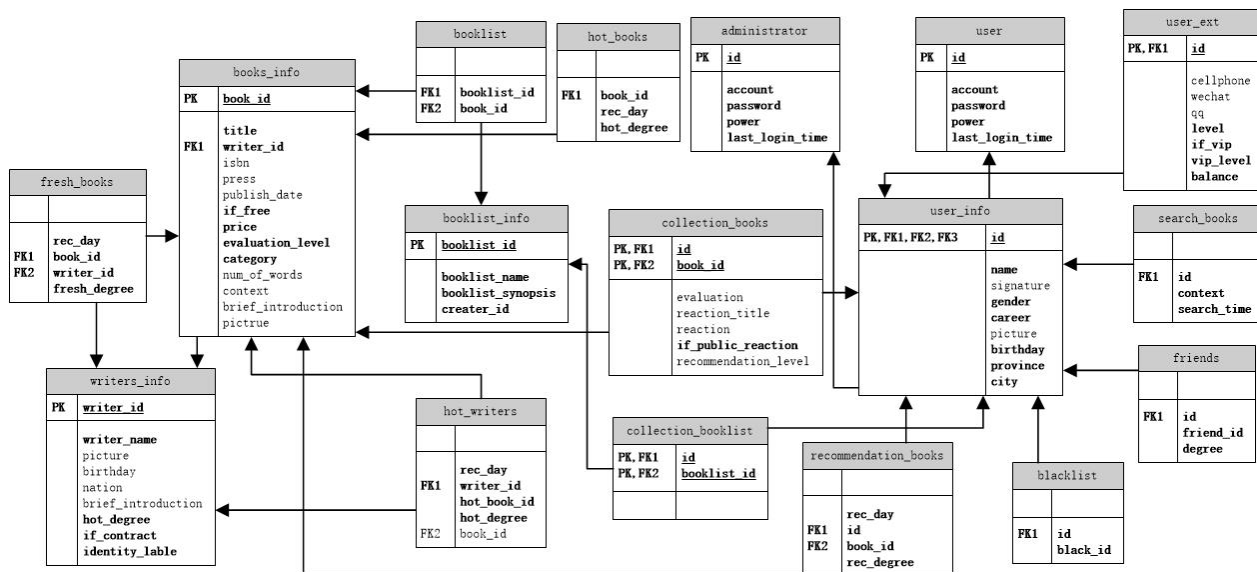 booklist
FK1 booklist_id
FK2 book_id
hot_books
FK1 book_id
rec_day
hot_degree
administrator
PK id
account
password
power
last_login_time
user
PK id
account
password
power
last_login_time
user_ext
PK, FK1 id
cellphone
wechat
qq
level
if_vip
vip_level
balance
books_info
PK book_id
title
FK1 writer_id
isbn
press
publish_date
if_free
price
evaluation_level
category
num_of_words
context
brief_introduction
pictrue
fresh_books
rec_day
FK1 book_id
FK2 writer_id
fresh_degree
booklist_info
PK booklist_id
booklist_name
booklist_synopsis
creater_id
collection_books
PK, FK1 id
PK, FK2 book_id
evaluation
reaction_title
reaction
if_public_reaction
recommendation_level
user_info
PK, FK1, FK2, FK3 id
name
signature
gender
career
picture
birthday
province
city
search_books
FK1 id
context
search_time
friends
FK1 id
friend_id
degree
writers_info
PK writer_id
writer_name
picture
birthday
nation
brief_introduction
hot_degree
if_contract
identity_lable
hot_writers
rec_day
FK1 writer_id
hot_book_id
hot_degree
FK2 book_id
collection_booklist
PK, FK1 id
PK, FK2 booklist_id
recommendation_books
rec_day
FK1 id
FK2 book_id
rec_degree
blacklist
FK1 id
black_id